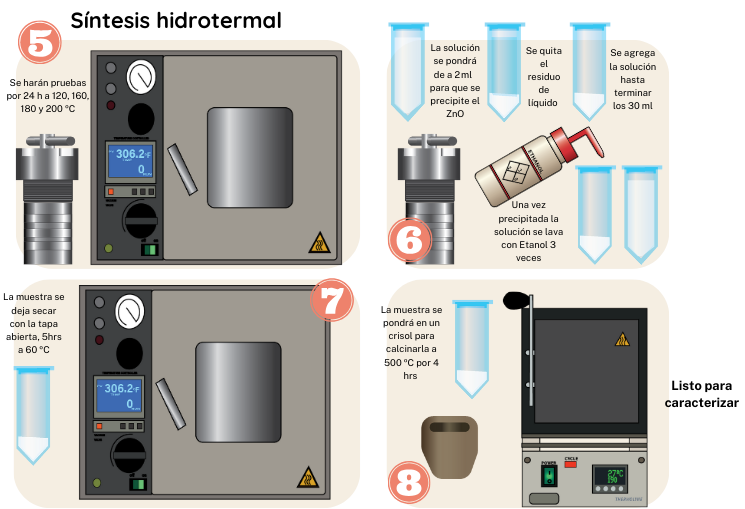 Síntesis hidrotermal
5
Se harán pruebas
por 24 h a 120, 160,
180 y 200 °C
306.2°F
0
La solución
se pondrá
de a 2 ml
para que se
precipite el
ZnO
Se quita
el
residuo
de
líquido
Se agrega
la solución
hasta
terminar
los 30 ml
ETHANOL
Una vez
precipitada la
solución se lava
con Etanol 3
veces
6
7
La muestra se
deja secar
con la tapa
abierta, 5hrs
a 60 °C
306.2°F
0
La muestra se
pondrá en un
crisol para
calcinarla a
500 °C por 4
hrs
8
POWER
CYCLE
27°C
190
Listo para
caracterizar